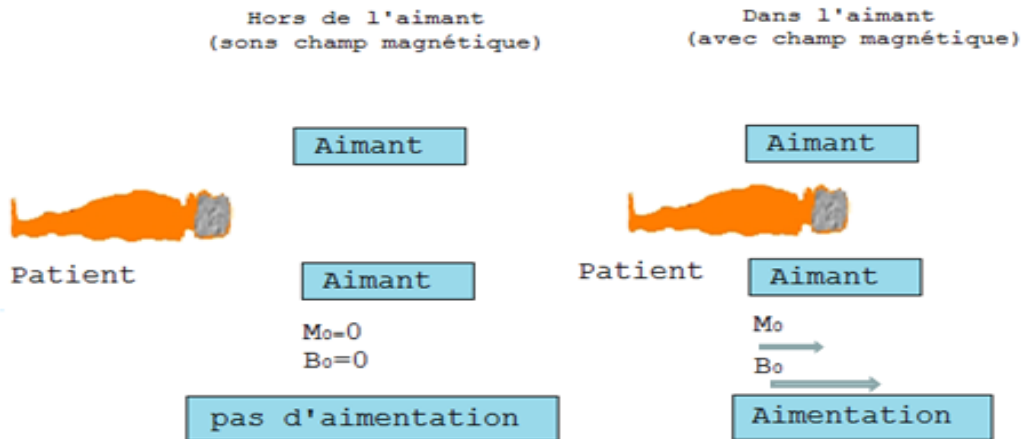 Hors de l'aimant
(sons champ magnétique)
Aimant
Patient
Aimant
M₀=0
B₀=0
pas d'aimentation
Dans l'aimant
(avec champ magnétique)
Aimant
Patient
Aimant
M₀
B₀
Aimentation